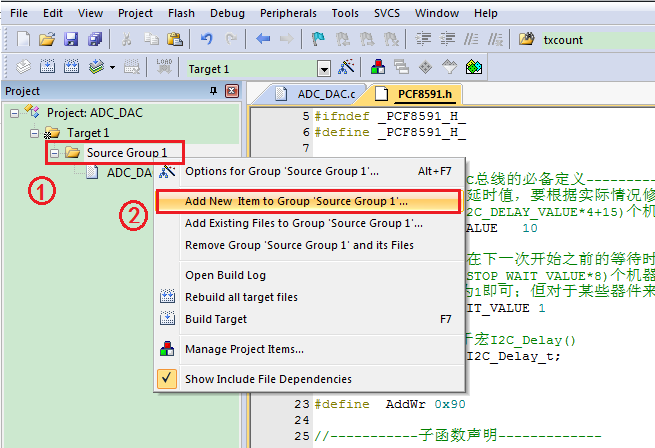 File Edit View Project Flash Debug Peripherals Tools SVCS Window Help
txcount
LOAD
Target 1
Project
ADC_DAC.c
PCF8591.h
Project: ADC_DAC
Target 1
Source Group 1
ADC_DA
①
②
Options for Group 'Source Group 1'... Alt+F7
Add New Item to Group 'Source Group 1'...
Add Existing Files to Group 'Source Group 1'...
Remove Group 'Source Group 1' and its Files
Open Build Log
Rebuild all target files
Build Target F7
Manage Project Items...
Show Include File Dependencies
5 #ifndef _PCF8591_H_
6 #define _PCF8591_H_
7
C总线的必备定义----------
延时值，要根据实际情况修
2C_DELAY_VALUE*4+15)个机
VALUE 10
在下一次开始之前的等待时
STOP_WAIT_VALUE*8)个机器
为1即可；但对于某些器件来
IT_VALUE 1
于宏I2C_Delay()
I2C_Delay_t;
23 #define AddWr 0x90
24
25 //-----------子函数声明-------------